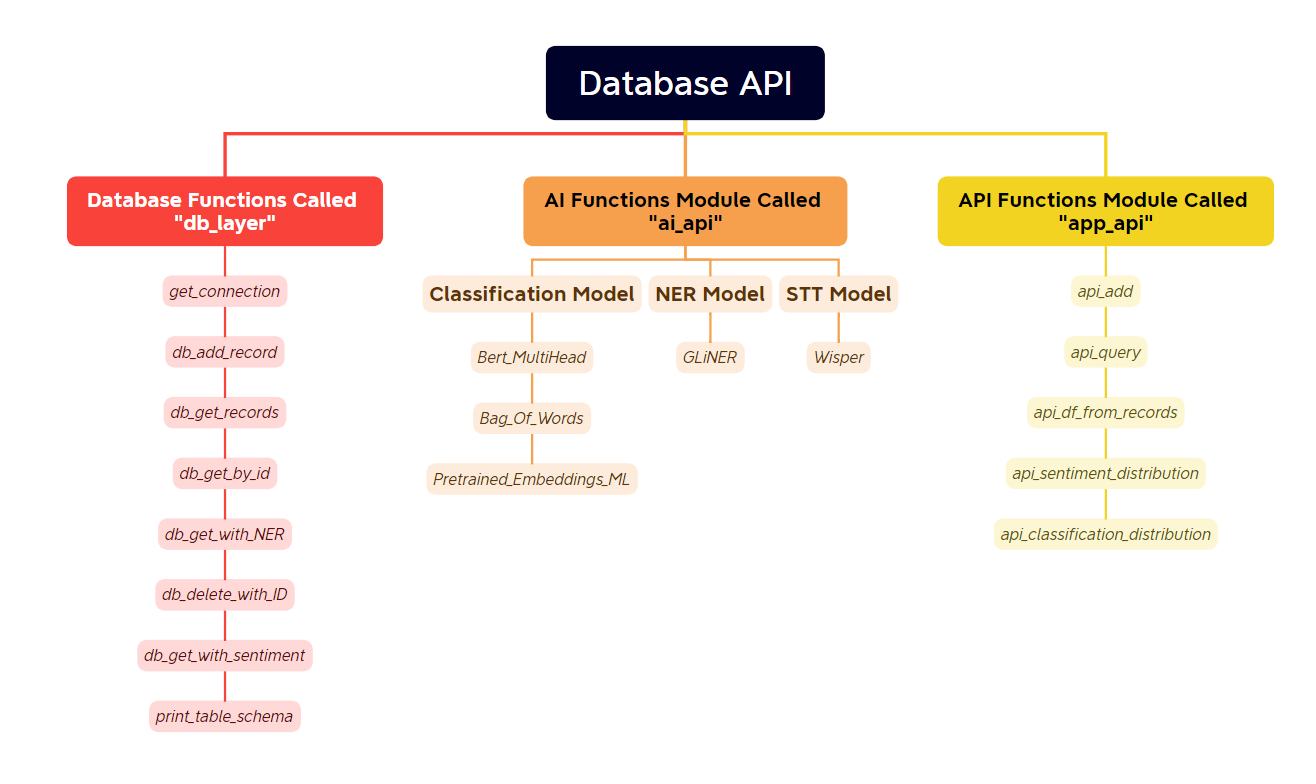 Database API
Database Functions Called
"db_layer"
get_connection
db_add_record
db_get_records
db_get_by_id
db_get_with_NER
db_delete_with_ID
db_get_with_sentiment
print_table_schema
AI Functions Module Called
"ai_api"
Classification Model
Bert_MultiHead
Bag_Of_Words
Pretrained_Embeddings_ML
NER Model
GLiNER
STT Model
Wisper
API Functions Module Called
"app_api"
api_add
api_query
api_df_from_records
api_sentiment_distribution
api_classification_distribution